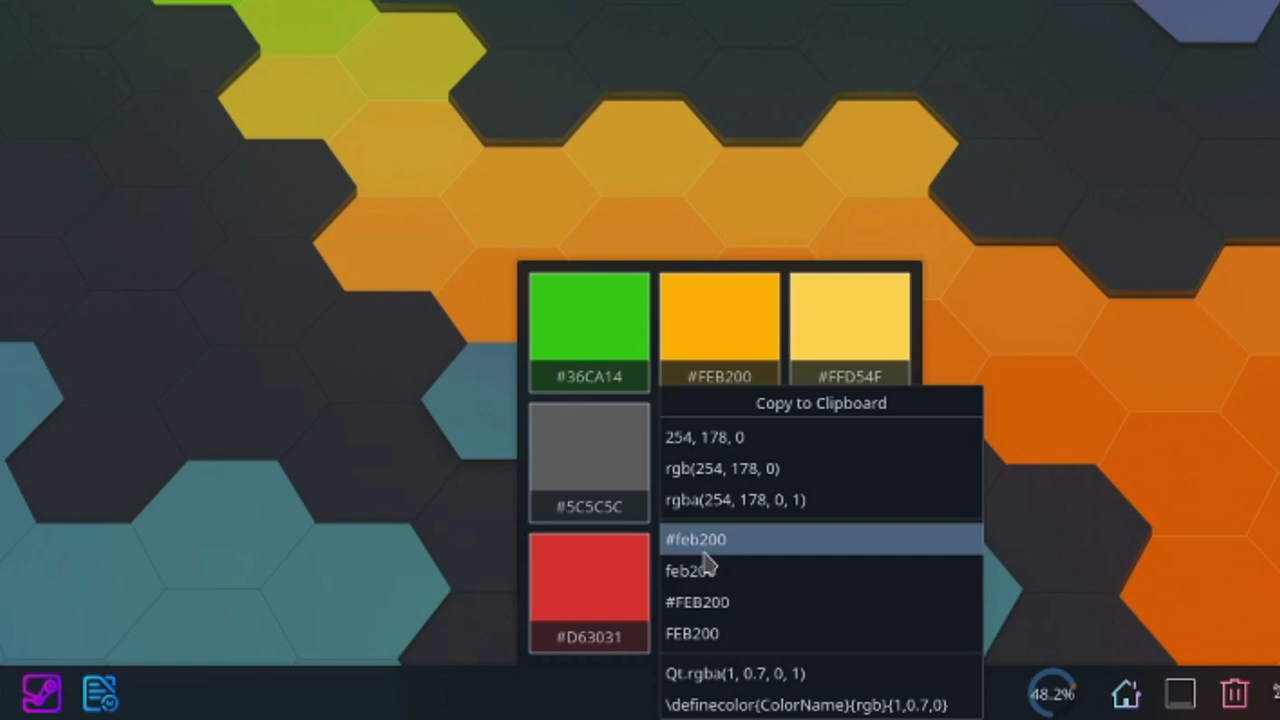 #36CA14
#FEB200
#FFD54F
Copy to Clipboard
254, 178, 0
rgb(254, 178, 0)
rgba(254, 178, 0, 1)
#5C5C5C
#feb200
feb200
#FEB200
FEB200
#D63031
Qt.rgba(1, 0.7, 0, 1)
\definecolor{ColorName}{rgb}{1,0.7,0}
48.2%